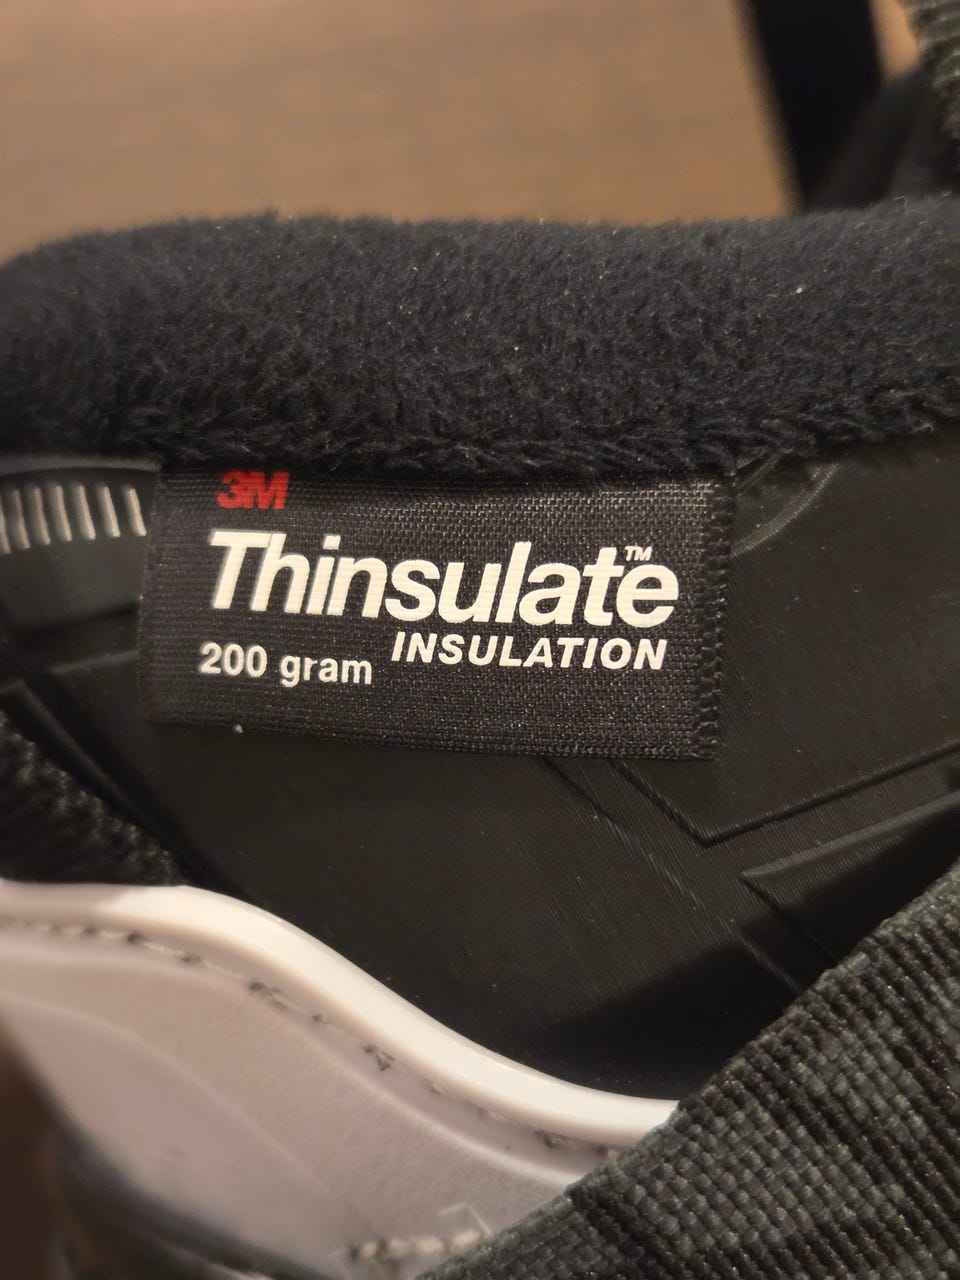 3M
Thinsulate™
INSULATION
200 gram